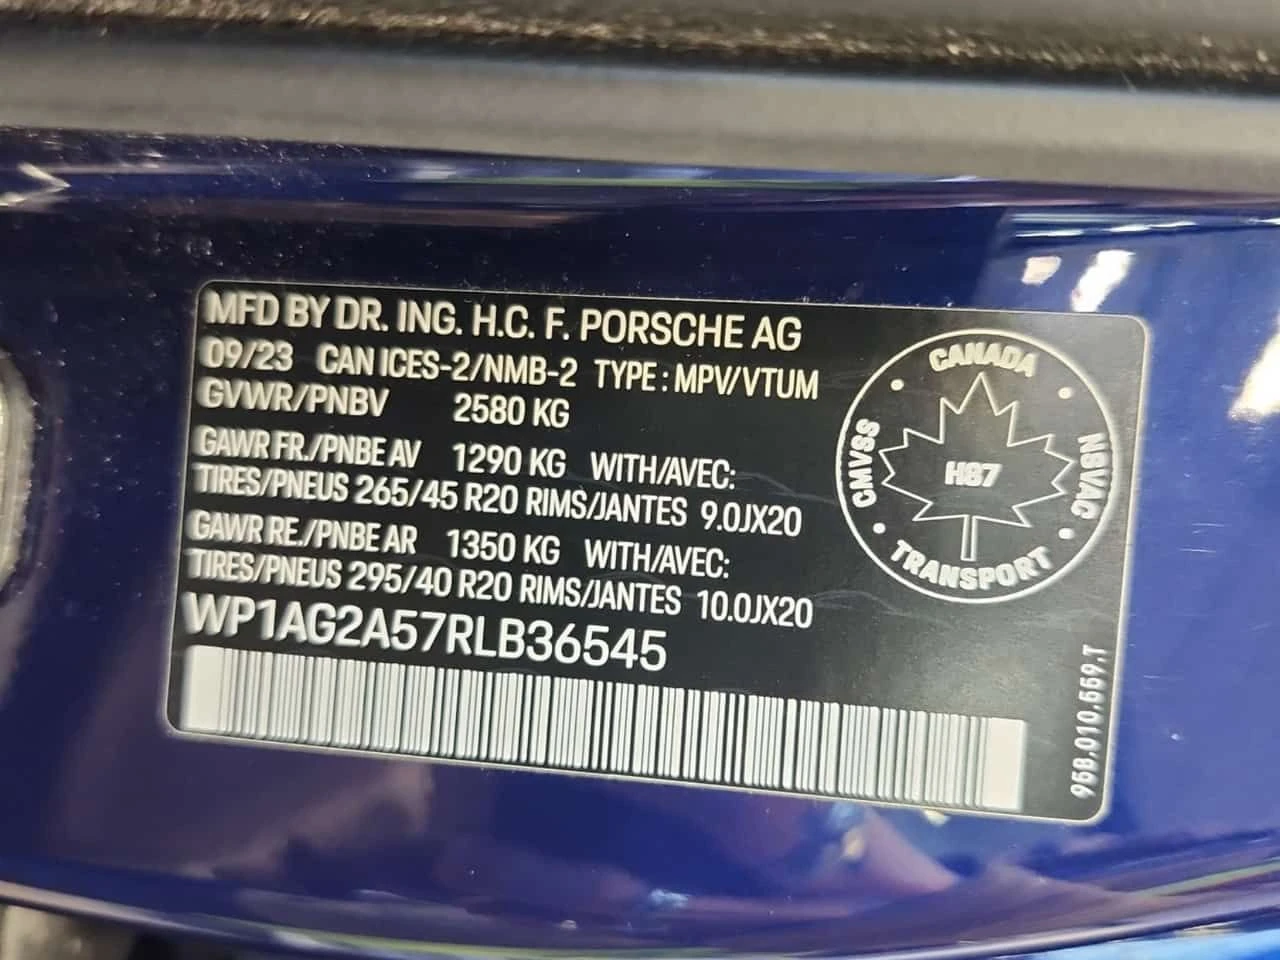 MFD BY DR. ING. H.C. F. PORSCHE AG
09/23 CAN ICES-2/NMB-2 TYPE: MPV/VTUM
GVWR/PNBV 2580 KG
GAWR FR./PNBE AV 1290 KG WITH/AVEC:
TIRES/PNEUS 265/45 R20 RIMS/JANTES 9.0JX20
GAWR RE./PNBE AR 1350 KG WITH/AVEC:
TIRES/PNEUS 295/40 R20 RIMS/JANTES 10.0JX20
WP1AG2A57RLB36545
CANADA
CMVSS
H87
NSVAC
TRANSPORT
95B.010.669.T